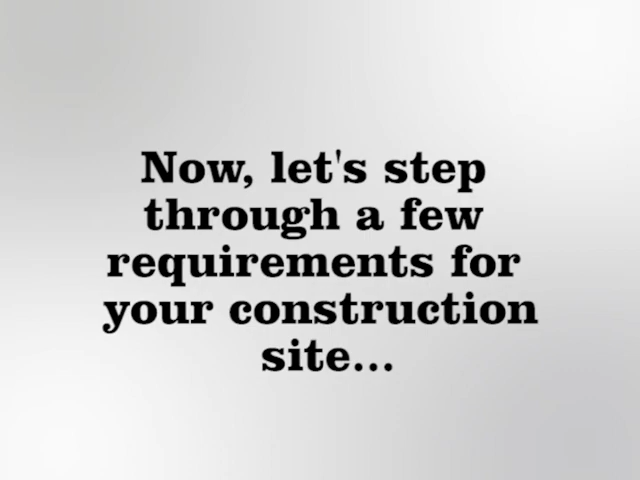 Now, let's step
through a few
requirements for
your construction
site...